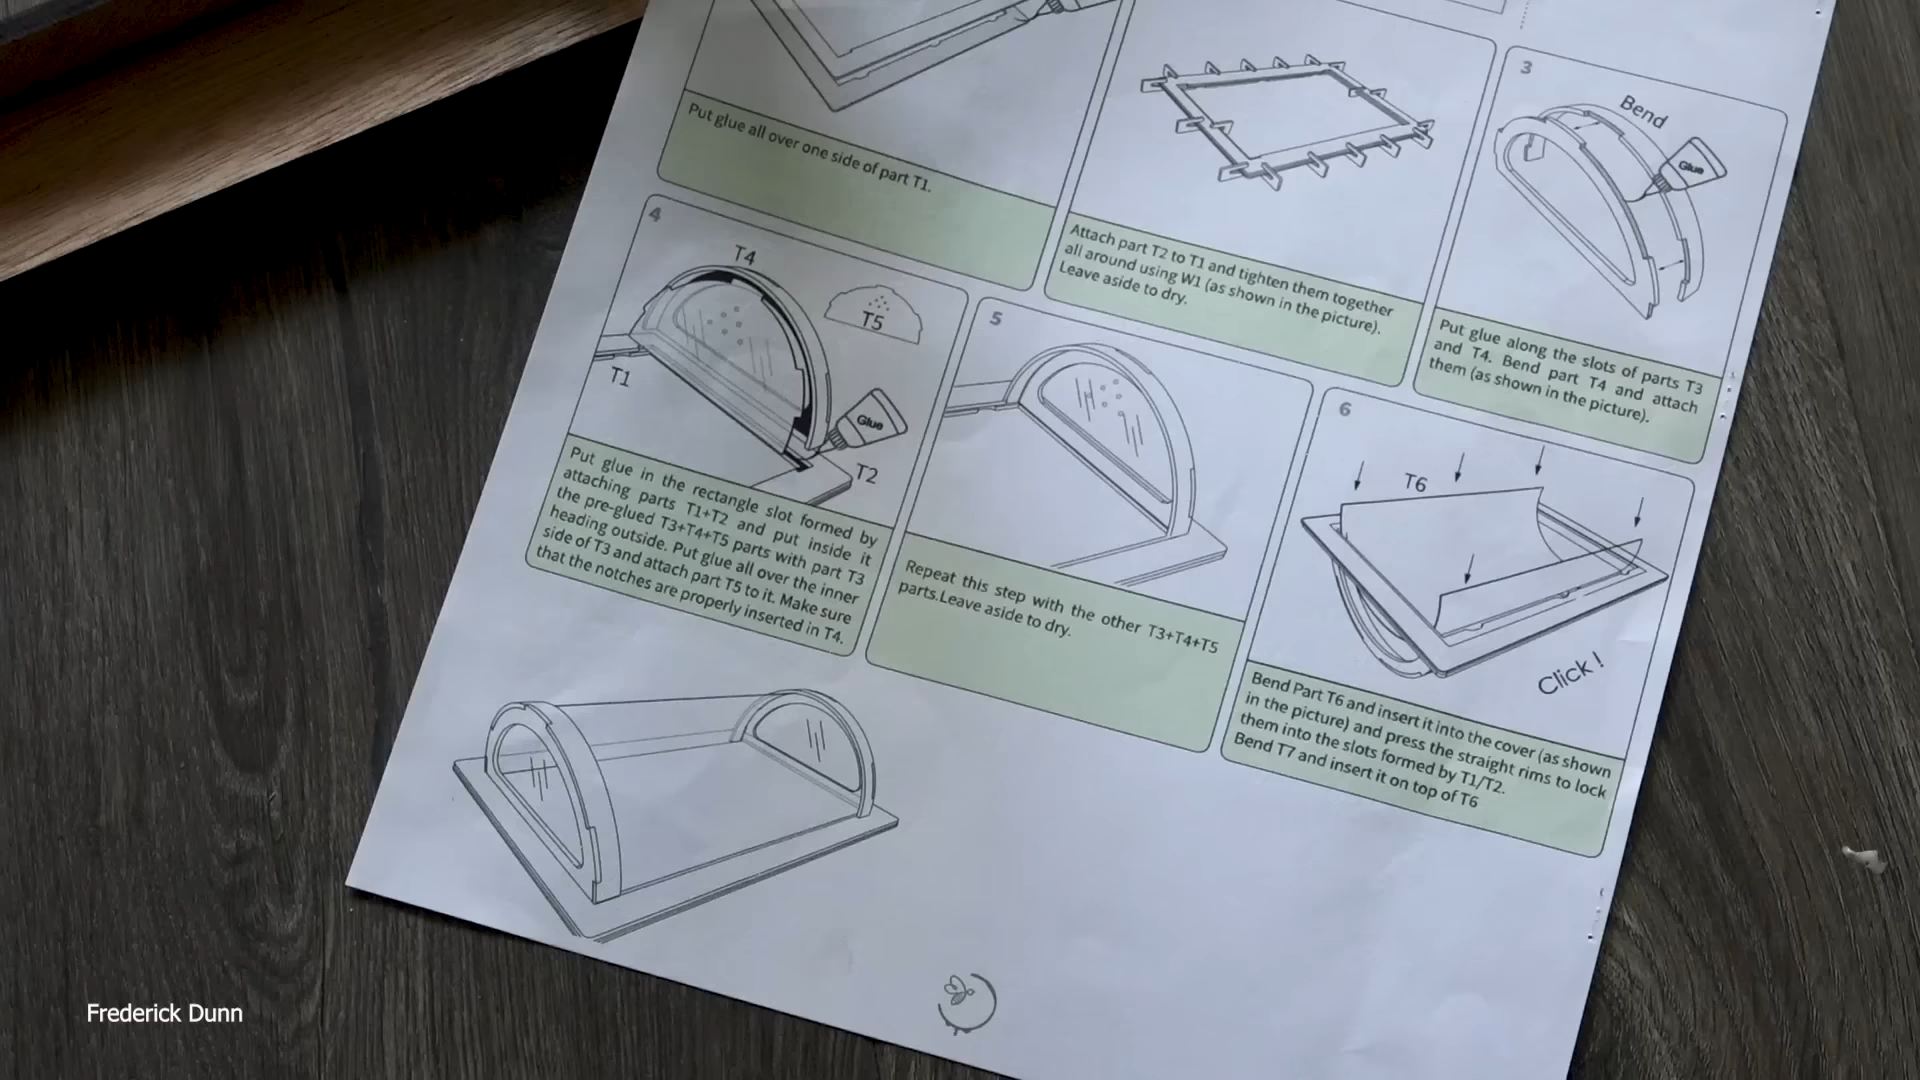 Put glue all over one side of part T1.
Attach part T2 to T1 and tighten them together
all around using W1 (as shown in the picture).
Leave aside to dry.
3
Bend
Glue
Put glue along the slots of parts T3
and T4. Bend part T4 and attach
them (as shown in the picture).
4
T4
T5
T1
Glue
T2
Put glue in the rectangle slot formed by
attaching parts T1+T2 and put inside it
the pre-glued T3+T4+T5 parts with part T3
heading outside. Put glue all over the inner
side of T3 and attach part T5 to it. Make sure
that the notches are properly inserted in T4.
5
Repeat this step with the other T3+T4+T5
parts.Leave aside to dry.
6
T6
Click !
Bend Part T6 and insert it into the cover (as shown
in the picture) and press the straight rims to lock
them into the slots formed by T1/T2.
Bend T7 and insert it on top of T6
Frederick Dunn